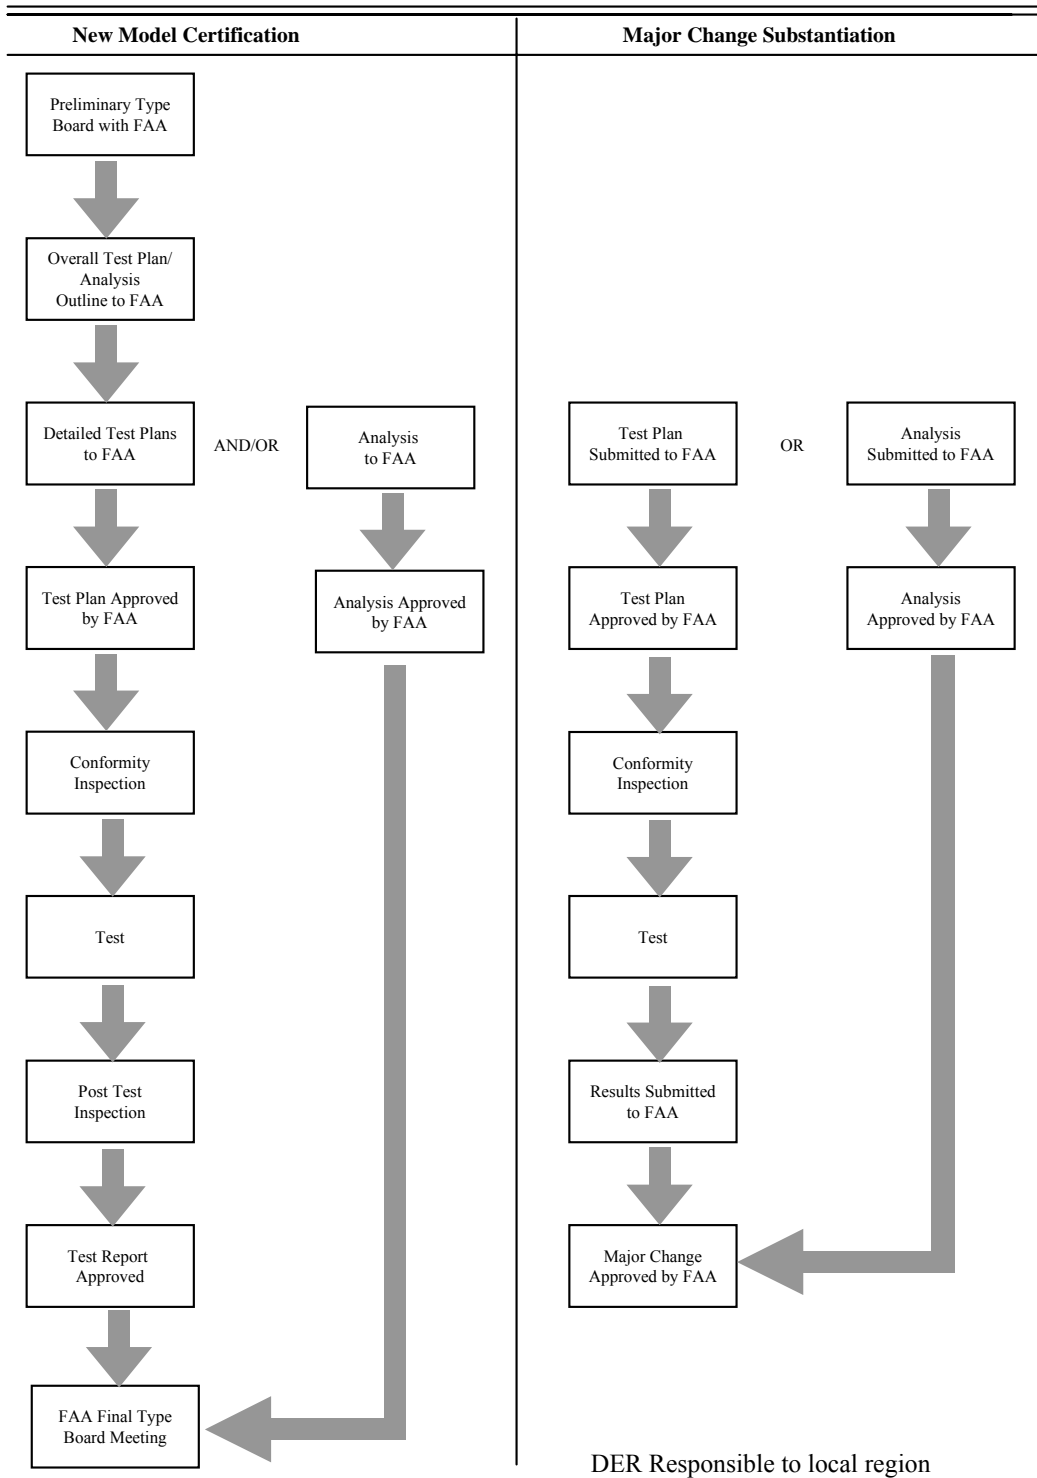 New Model Certification
Major Change Substantiation
Preliminary Type
Board with FAA
Overall Test Plan/
Analysis
Outline to FAA
Detailed Test Plans
to FAA
AND/OR
Analysis
to FAA
Test Plan Approved
by FAA
Analysis Approved
by FAA
Conformity
Inspection
Test
Post Test
Inspection
Test Report
Approved
FAA Final Type
Board Meeting
Test Plan
Submitted to FAA
OR
Analysis
Submitted to FAA
Test Plan
Approved by FAA
Analysis
Approved by FAA
Conformity
Inspection
Test
Results Submitted
to FAA
Major Change
Approved by FAA
DER Responsible to local region